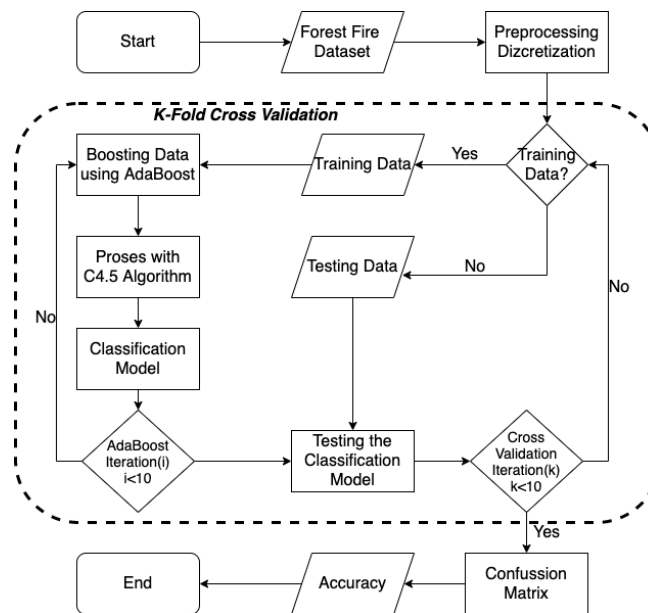 Start
Forest Fire
Dataset
Preprocessing
Dizcretization
K-Fold Cross Validation
Boosting Data
using AdaBoost
Training Data
Yes
Training
Data?
Proses with
C4.5 Algorithm
Testing Data
No
No
No
Classification
Model
AdaBoost
Iteration(i)
i<10
Testing the
Classification
Model
Cross
Validation
Iteration(k)
k<10
Yes
End
Accuracy
Confussion
Matrix